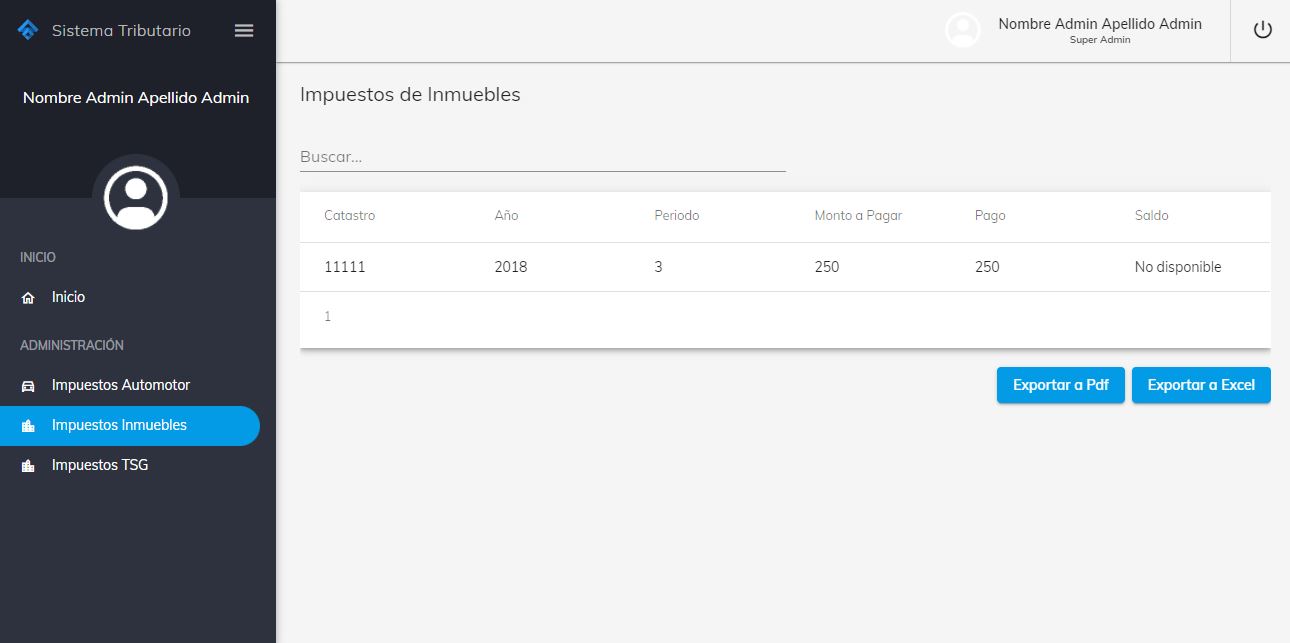 Sistema Tributario
Nombre Admin Apellido Admin
INICIO
Inicio
ADMINISTRACIÓN
Impuestos Automotor
Impuestos Inmuebles
Impuestos TSG
Nombre Admin Apellido Admin
Super Admin
Impuestos de Inmuebles
Buscar...
Catastro Año Periodo Monto a Pagar Pago Saldo
11111 2018 3 250 250 No disponible
1
Exportar a Pdf Exportar a Excel